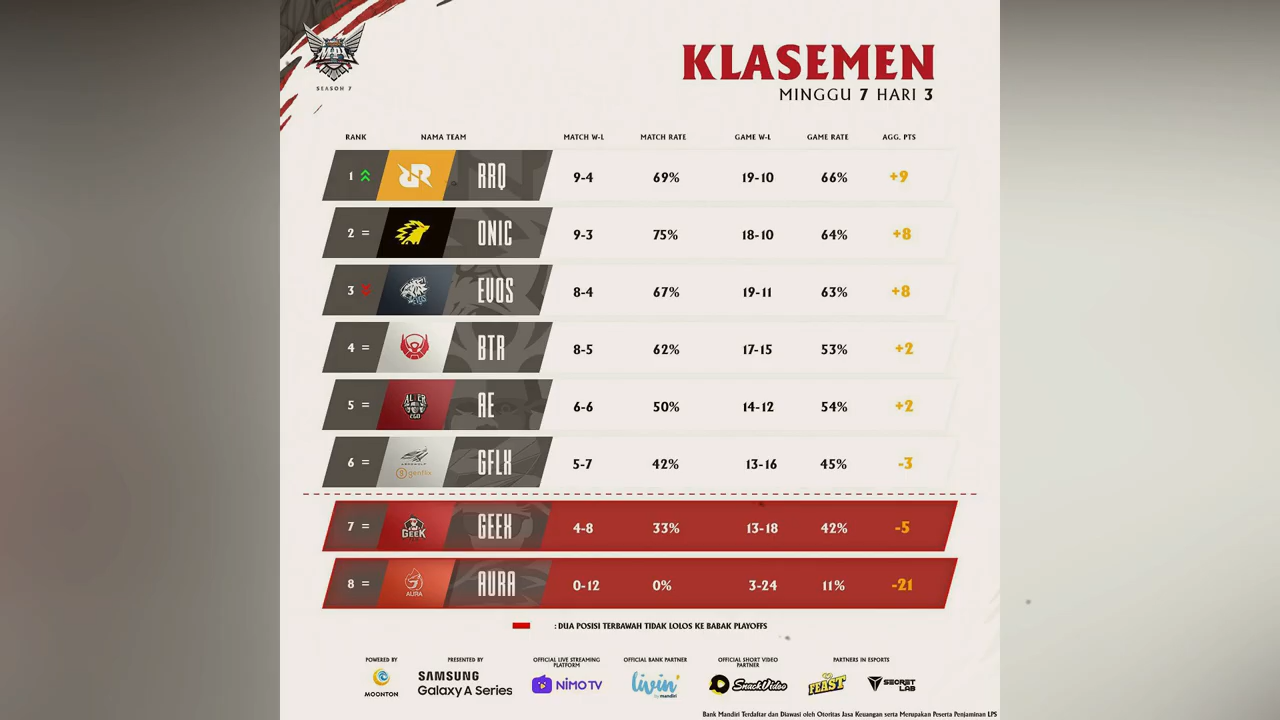 MPL
SEASON 7
KLASEMEN
MINGGU 7 HARI 3
RANK NAMA TEAM MATCH W-L MATCH RATE GAME W-L GAME RATE AGG. PTS
1 RRQ 9-4 69% 19-10 66% +9
2 = ONIC 9-3 75% 18-10 64% +8
3 EVOS 8-4 67% 19-11 63% +8
4 = BTR 8-5 62% 17-15 53% +2
5 = ALTER EGO AE 6-6 50% 14-12 54% +2
6 = genflix GFLX 5-7 42% 13-16 45% -3
7 = GEEK GEEK 4-8 33% 13-18 42% -5
8 = AURA AURA 0-12 0% 3-24 11% -21
: DUA POSISI TERBAWAH TIDAK LOLOS KE BABAK PLAYOFFS
POWERED BY PRESENTED BY OFFICIAL LIVE STREAMING PLATFORM OFFICIAL BANK PARTNER OFFICIAL SHORT VIDEO PARTNER PARTNERS IN ESPORTS
MOONTON SAMSUNG Galaxy A Series NIMO TV livin' by mandiri SnackVideo FEAST SECRET LAB
Bank Mandiri Terdaftar dan Diawasi oleh Otoritas Jasa Keuangan serta Merupakan Peserta Penjaminan LPS